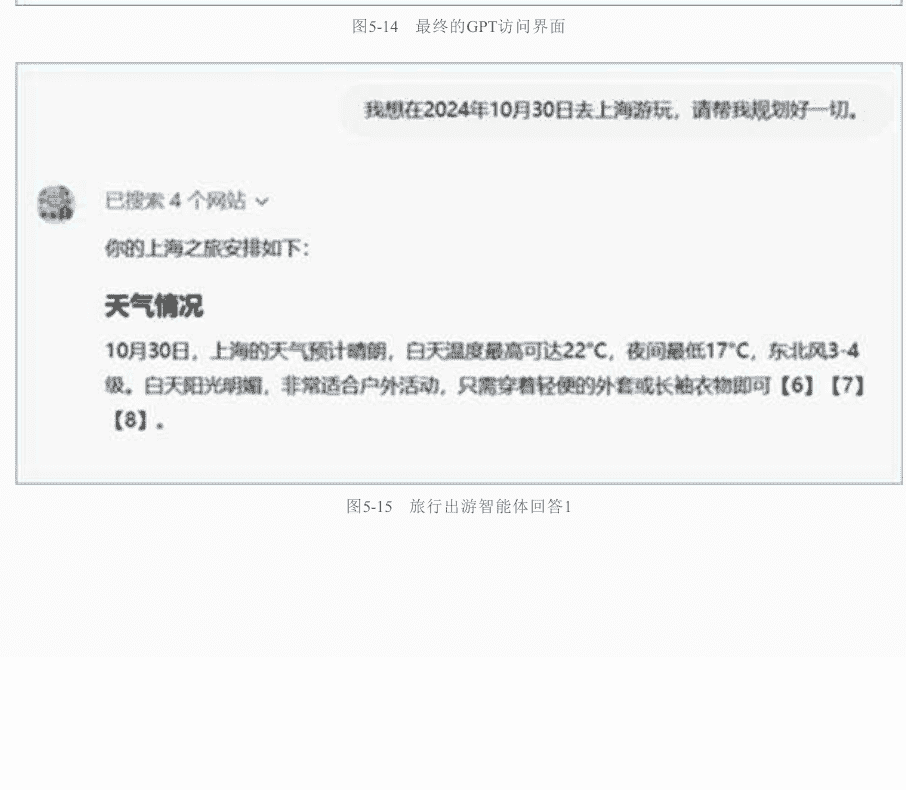 图5-14 最终的GPT访问界面
我想在2024年10月30日去上海游玩，请帮我规划好一切。
已搜索 4 个网站
你的上海之旅安排如下：
天气情况
10月30日，上海的天气预计晴朗，白天温度最高可达22°C，夜间最低17°C，东北风3-4
级。白天阳光明媚，非常适合户外活动，只需穿着轻便的外套或长袖衣物即可【6】【7】
【8】。
图5-15 旅行出游智能体回答1